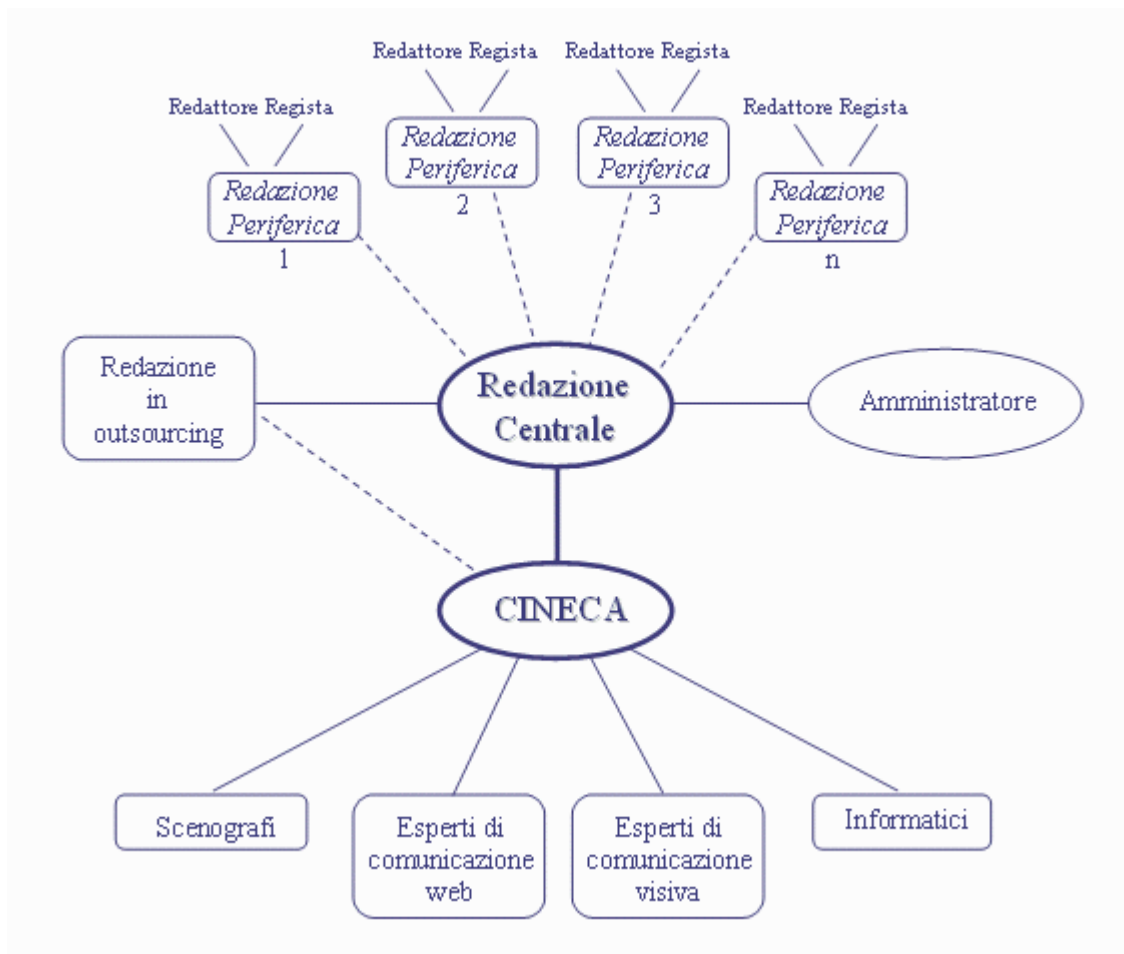 Redattore Regista
Redattore Regista
Redattore Regista
Redattore Regista
Redazione
Periferica
1
Redazione
Periferica
2
Redazione
Periferica
3
Redazione
Periferica
n
Redazione
in
outsourcing
Redazione
Centrale
Amministratore
CINECA
Scenografi
Esperti di
comunicazione
web
Esperti di
comunicazione
visiva
Informatici